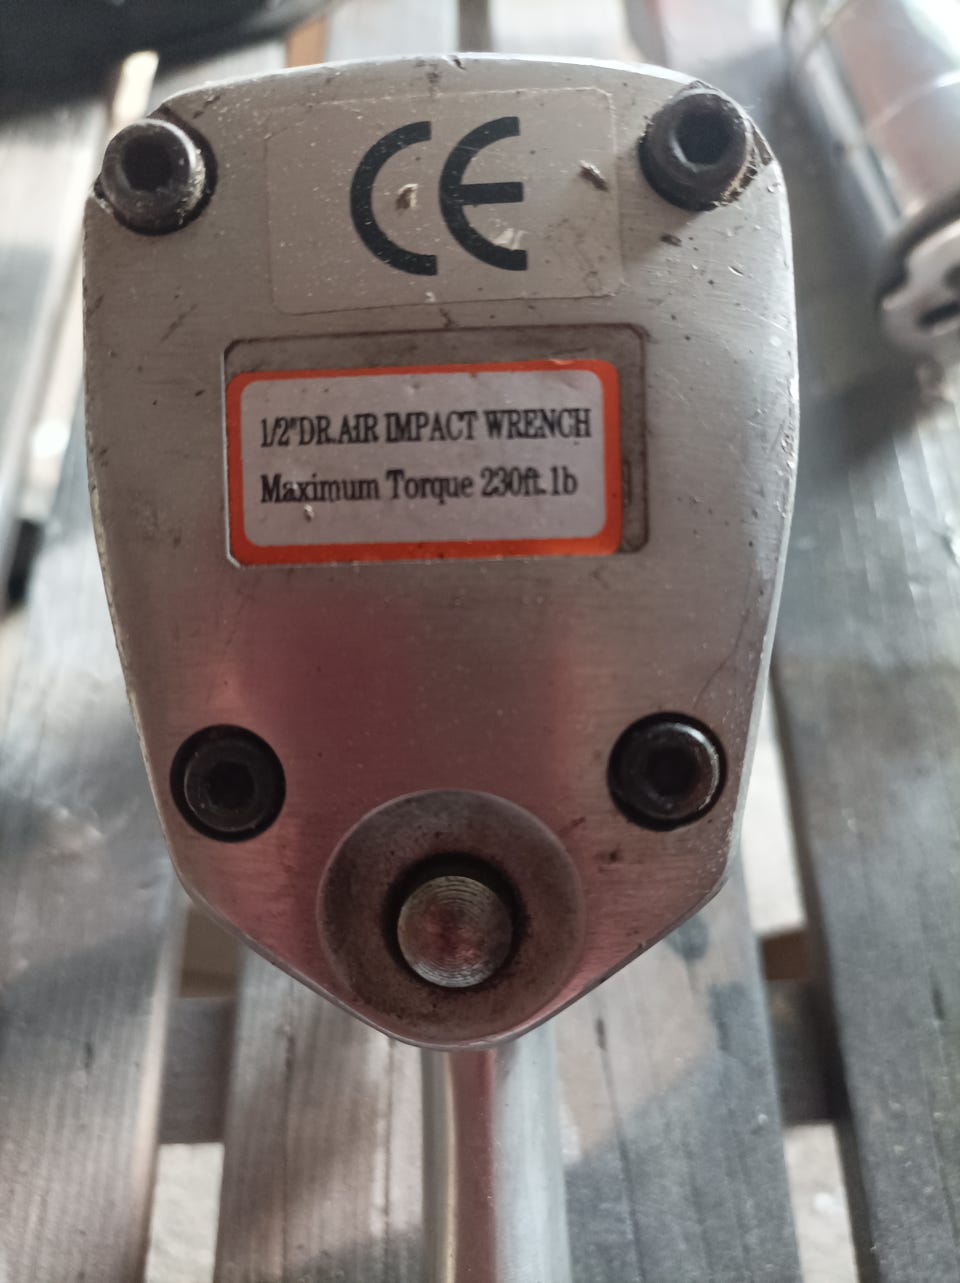 CE
1/2"DR.AIR IMPACT WRENCH
Maximum Torque 230ft.1b